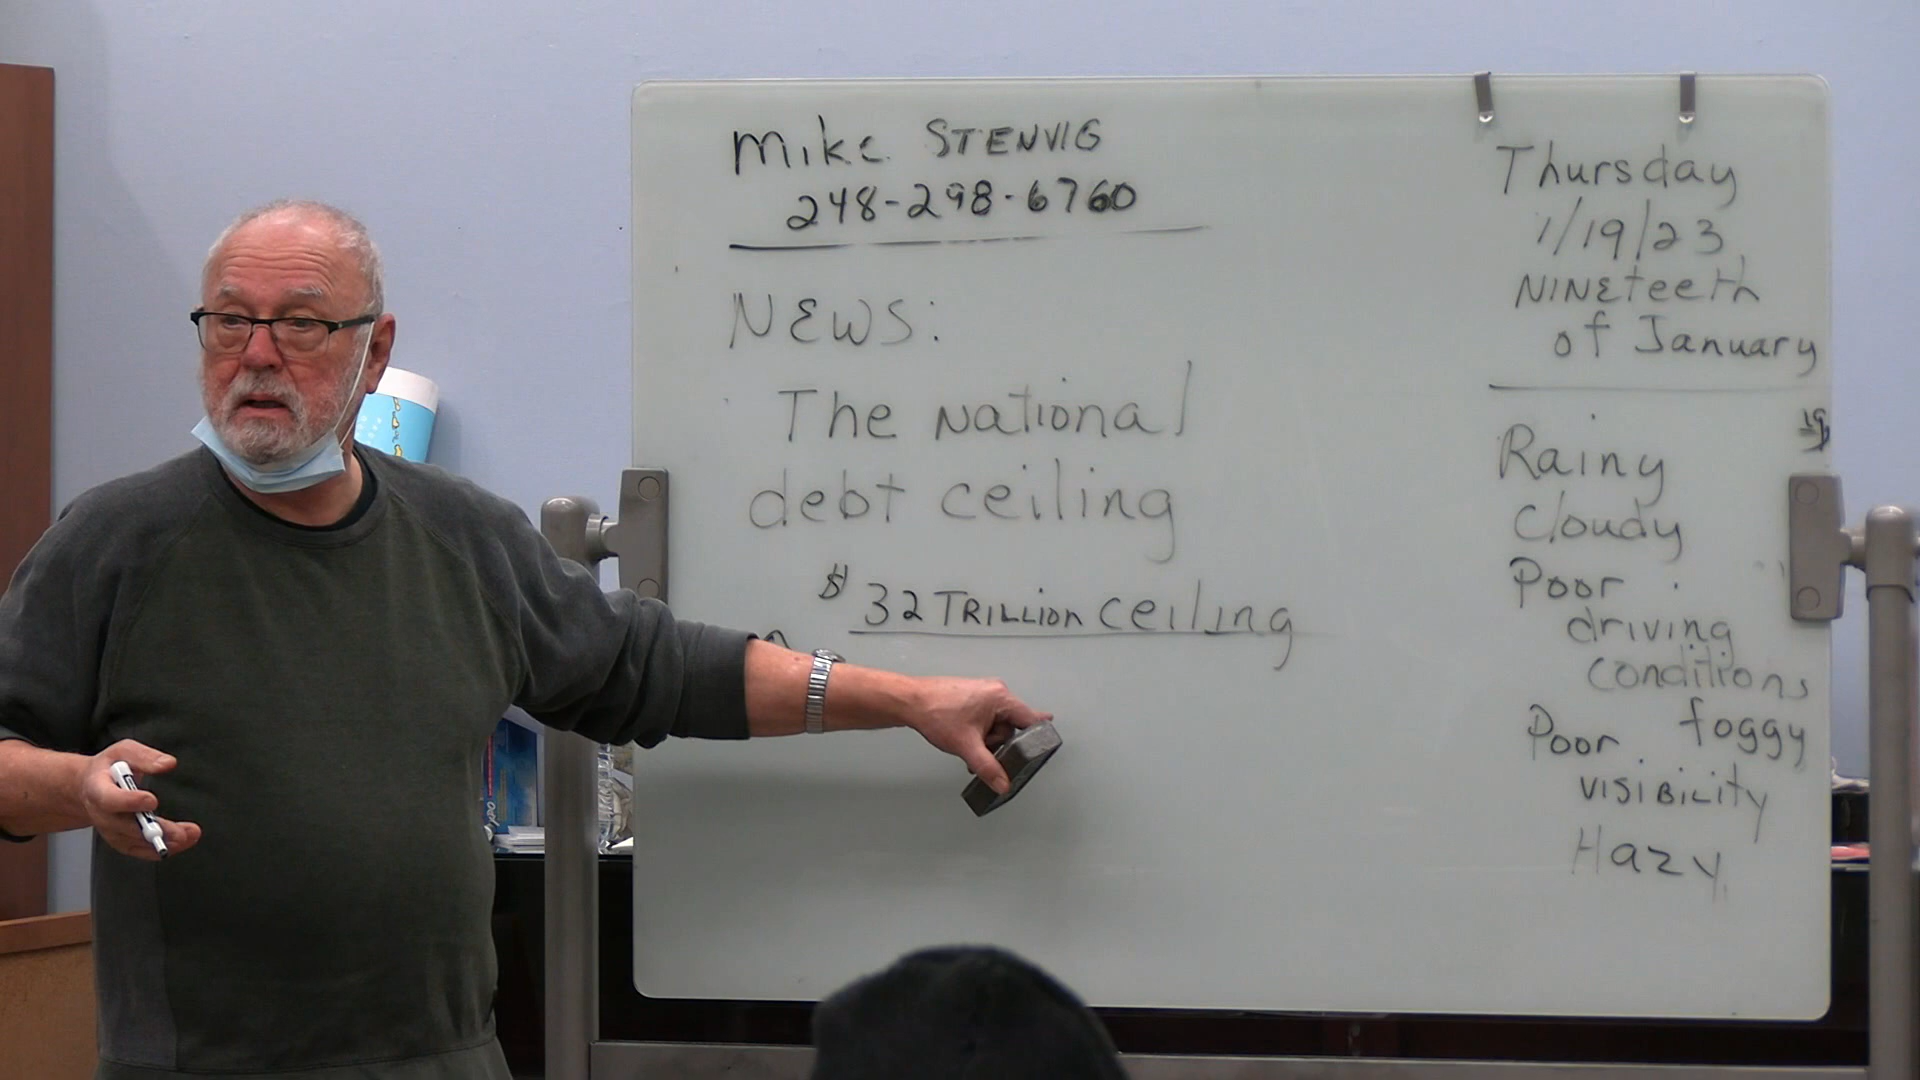 Mike STENVIG
248-298-6760
NEWS:
The National
debt ceiling
$ 32 TRILLION ceiling
Thursday
1/19/23
NINEteeth
of January
19
Rainy
Cloudy
Poor
driving
conditions
foggy
Poor
visibility
Hazy